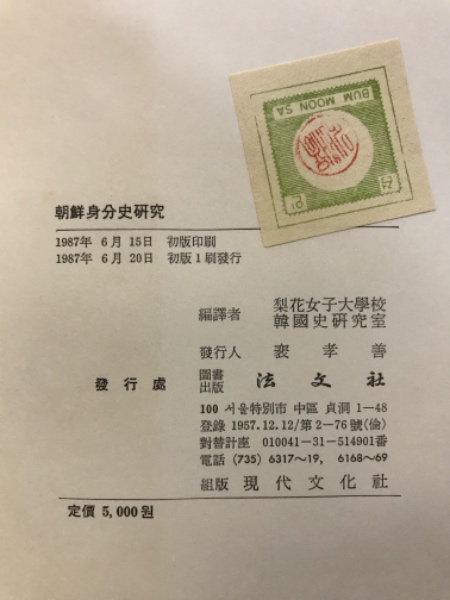 BUM MOON SA
인지
朝鮮身分史硏究
1987年 6月 15日 初版印刷
1987年 6月 20日 初版1刷發行
編譯者 梨花女子大學校
韓國史硏究室
發行人 裵孝善
發行處 圖書出版 法文社
100 서울特別市 中區 貞洞 1-48
登錄 1957.12.12/第2-76號(倫)
對替計座 010041-31-514901番
電話 (735) 6317~19, 6168~69
組版 現代文化社
定價 5,000원